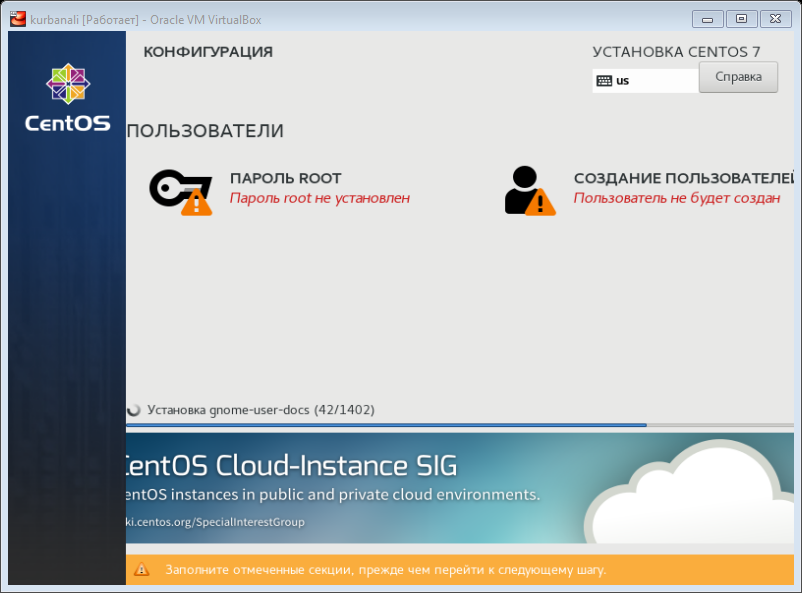 kurbanali [Работает] - Oracle VM VirtualBox
КОНФИГУРАЦИЯ
УСТАНОВКА CENTOS 7
us
Справка
CentOS
ПОЛЬЗОВАТЕЛИ
ПАРОЛЬ ROOT
Пароль root не установлен
СОЗДАНИЕ ПОЛЬЗОВАТЕЛЕЙ
Пользователь не будет создан
Установка gnome-user-docs (42/1402)
CentOS Cloud-Instance SIG
entOS instances in public and private cloud environments.
ki.centos.org/SpecialInterestGroup
Заполните отмеченные секции, прежде чем перейти к следующему шагу.